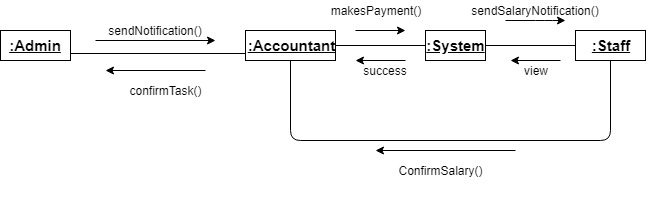 makesPayment()
sendSalaryNotification()
sendNotification()
:Admin
:Accountant
:System
:Staff
success
view
confirmTask()
ConfirmSalary()